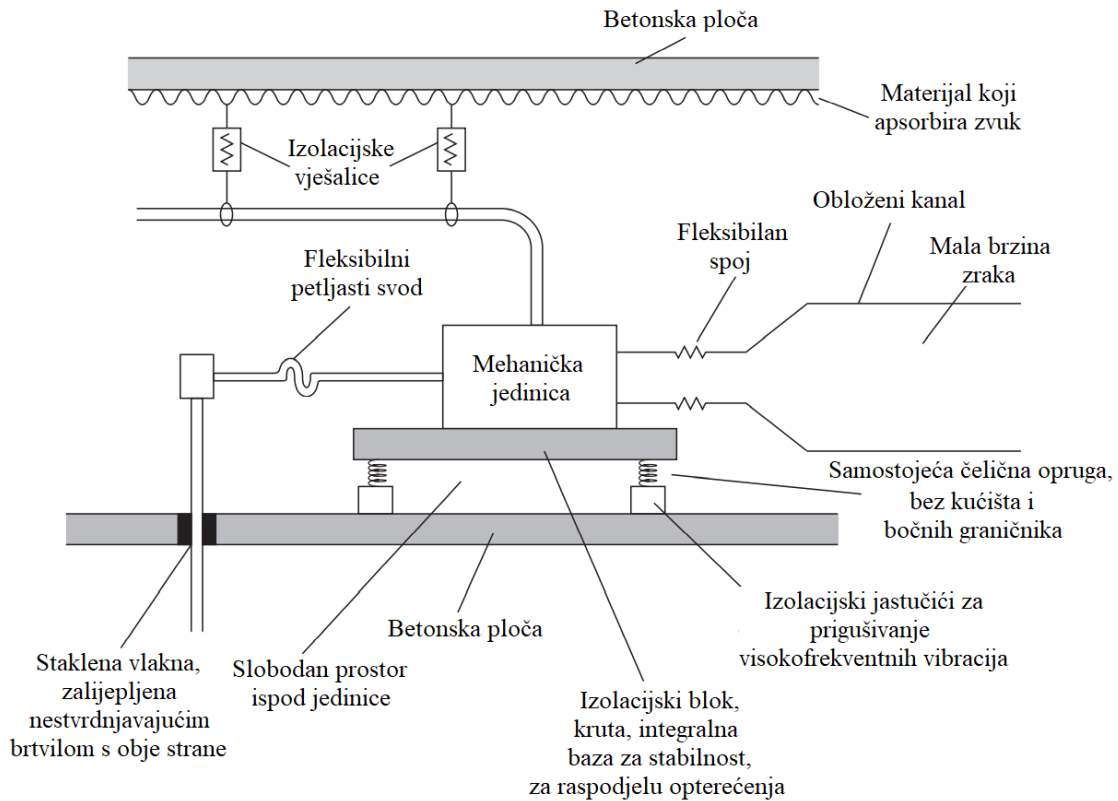 Betonska ploča
Materijal koji
apsorbira zvuk
Izolacijske
vješalice
Obloženi kanal
Fleksibilan
spoj
Mala brzina
zraka
Fleksibilni
petljasti svod
Mehanička
jedinica
Samostojeća čelična opruga,
bez kućišta i
bočnih graničnika
Izolacijski jastučići za
prigušivanje
visokofrekventnih vibracija
Betonska ploča
Staklena vlakna,
zalijepljena
nestvrdnjavajućim
brtvilom s obje strane
Slobodan prostor
ispod jedinice
Izolacijski blok,
kruta, integralna
baza za stabilnost,
za raspodjelu opterećenja